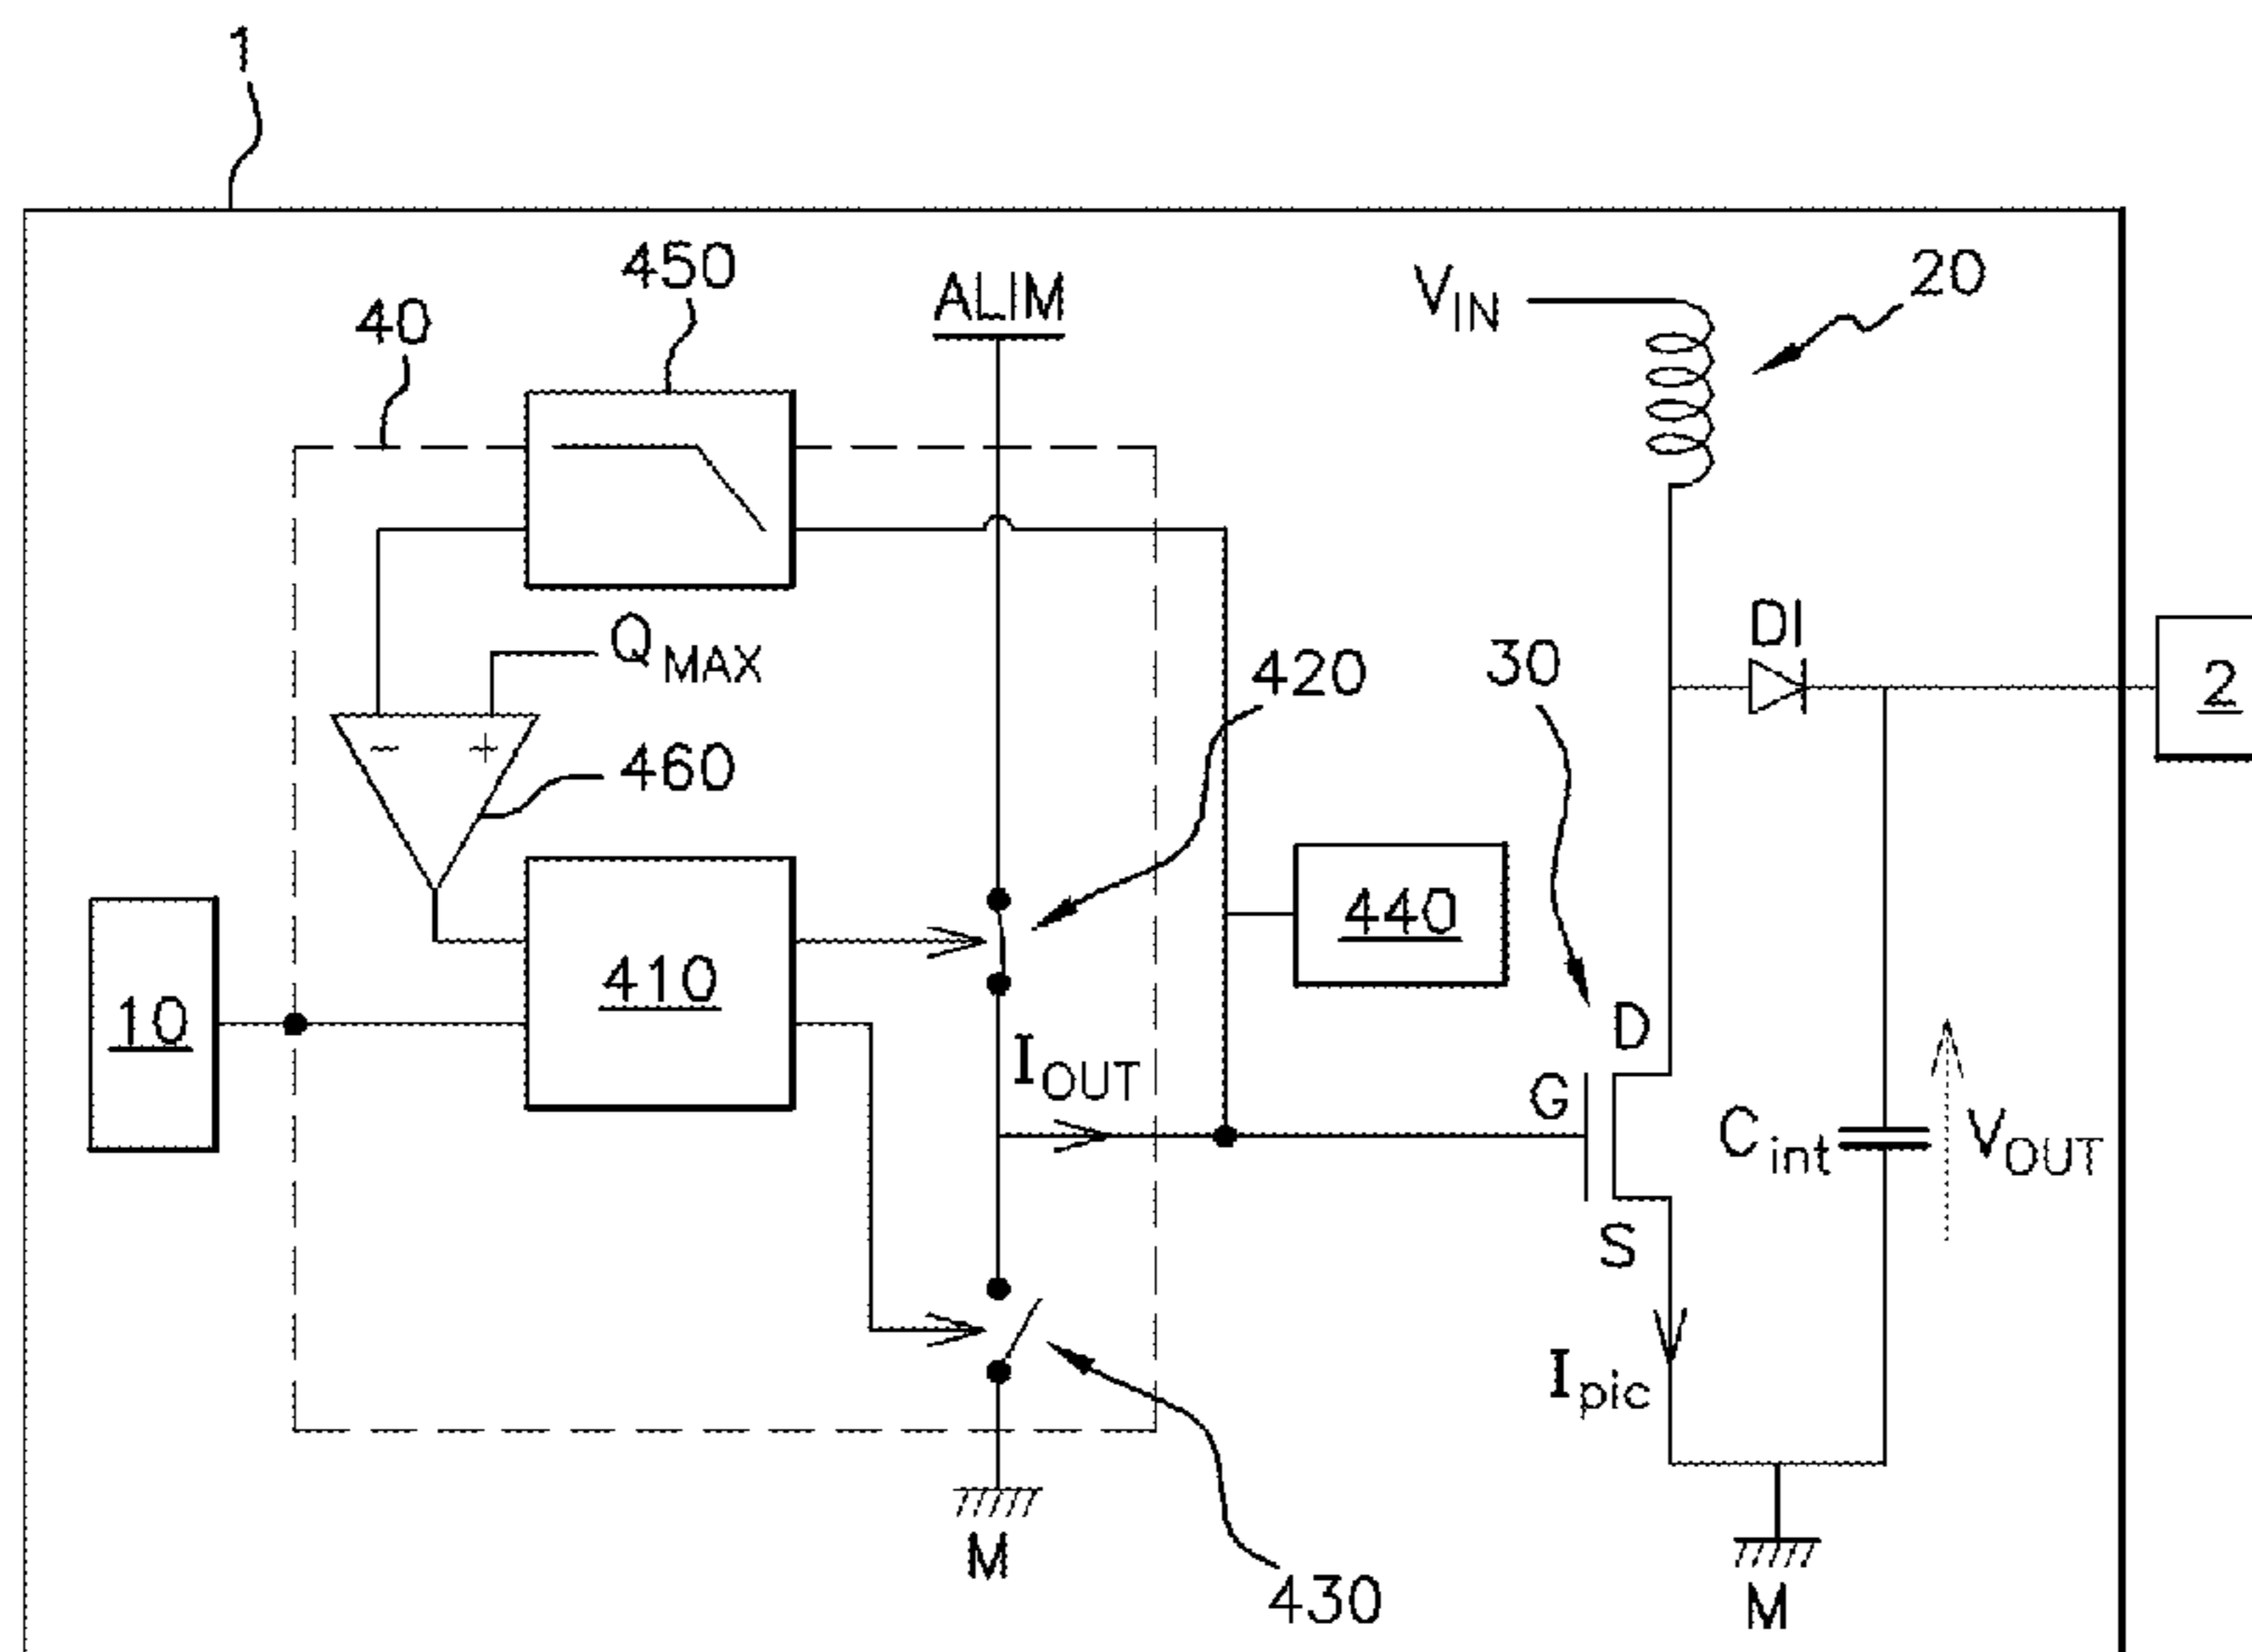 1
450
40
ALIM
V_IN
20
Q_MAX
420
30
DI
2
460
440
410
10
D
I_OUT
G
C_int
V_OUT
S
I_pic
M
430
M